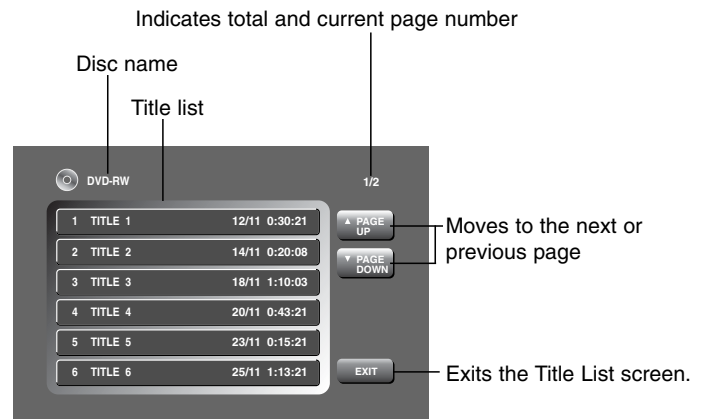 Indicates total and current page number
Disc name
Title list
DVD-RW
1/2
1 TITLE 1 12/11 0:30:21
2 TITLE 2 14/11 0:20:08
3 TITLE 3 18/11 1:10:03
4 TITLE 4 20/11 0:43:21
5 TITLE 5 23/11 0:15:21
6 TITLE 6 25/11 1:13:21
▲ PAGE
UP
▼ PAGE
DOWN
EXIT
Moves to the next or
previous page
Exits the Title List screen.